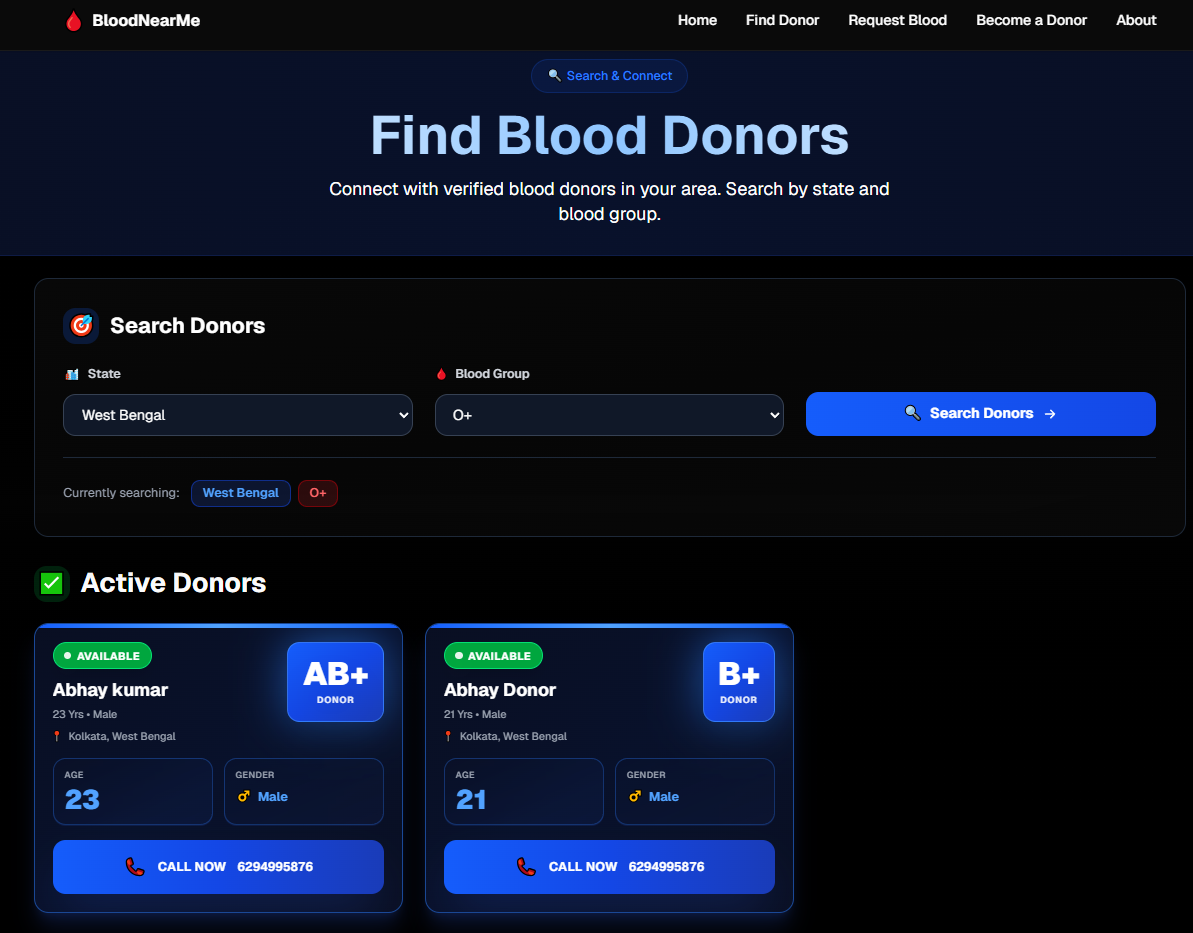 BloodNearMe
Home Find Donor Request Blood Become a Donor About
Search & Connect
Find Blood Donors
Connect with verified blood donors in your area. Search by state and
blood group.
Search Donors
State
Blood Group
West Bengal
O+
Search Donors →
Currently searching: West Bengal O+
Active Donors
AVAILABLE
Abhay kumar
23 Yrs • Male
Kolkata, West Bengal
AB+
DONOR
AGE
23
GENDER
♂ Male
CALL NOW 6294995876
AVAILABLE
Abhay Donor
21 Yrs • Male
Kolkata, West Bengal
B+
DONOR
AGE
21
GENDER
♂ Male
CALL NOW 6294995876